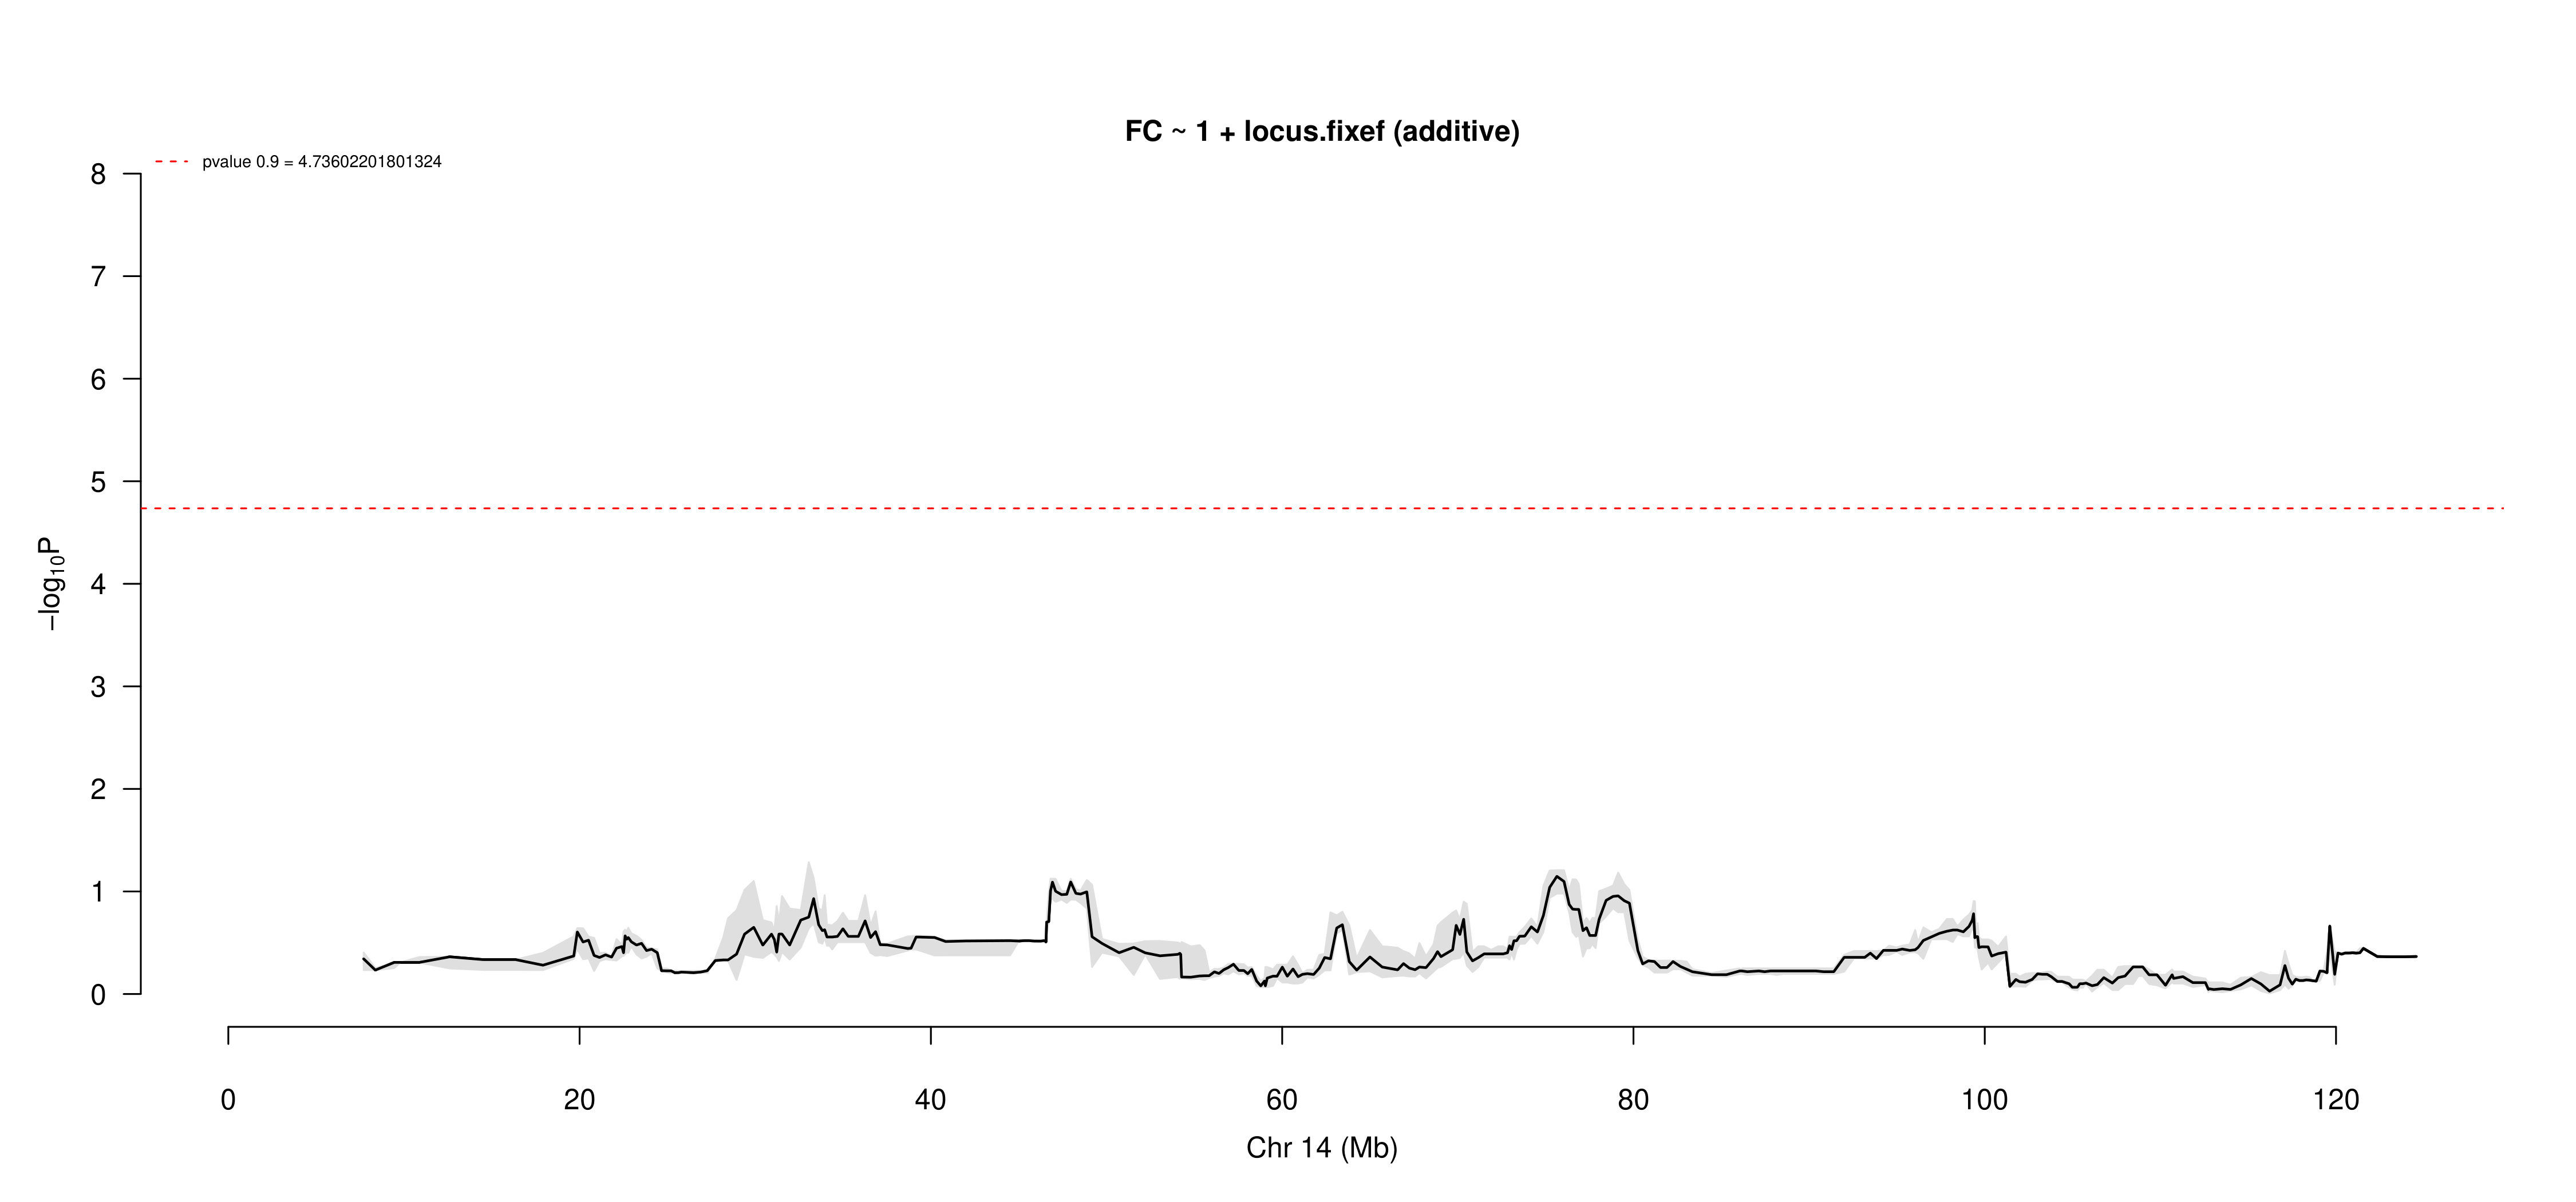 FC ~ 1 + locus.fixef (additive)
pvalue 0.9 = 4.73602201801324
8
7
6
5
4
3
2
1
0
−log10P
0 20 40 60 80 100 120
Chr 14 (Mb)